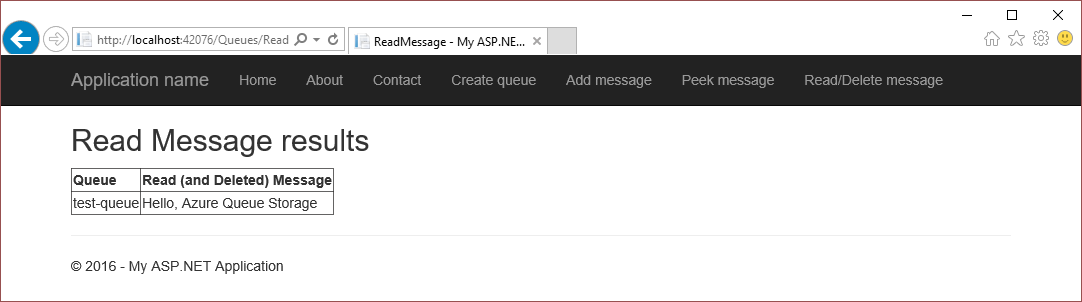 http://localhost:42076/Queues/Read
ReadMessage - My ASP.NE...
Application name Home About Contact Create queue Add message Peek message Read/Delete message
Read Message results
Queue Read (and Deleted) Message
test-queue Hello, Azure Queue Storage
© 2016 - My ASP.NET Application